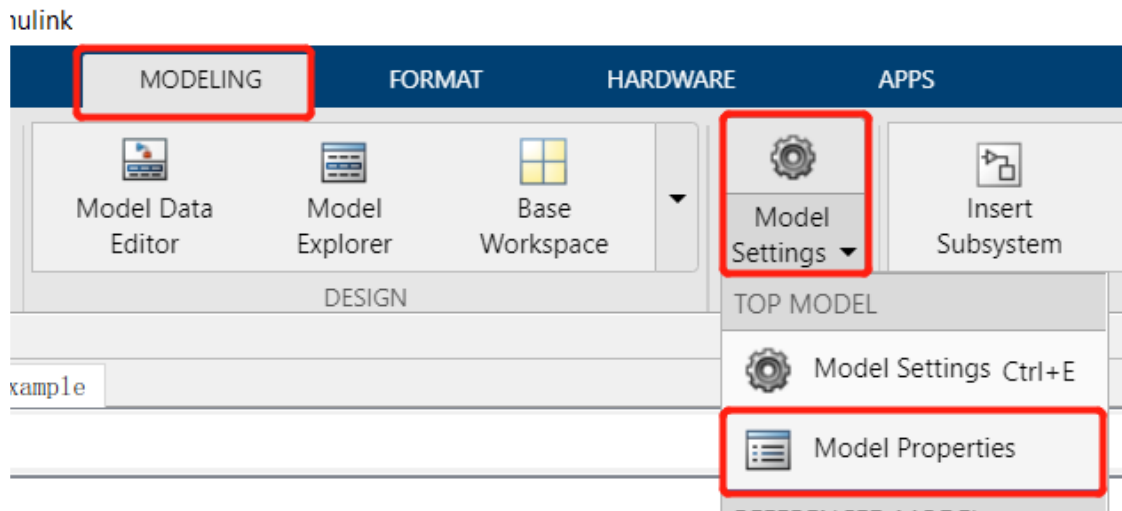 nulink
MODELING FORMAT HARDWARE APPS
Model Data Editor
Model Explorer
Base Workspace
Model Settings
Insert Subsystem
DESIGN
TOP MODEL
Model Settings Ctrl+E
xample
Model Properties